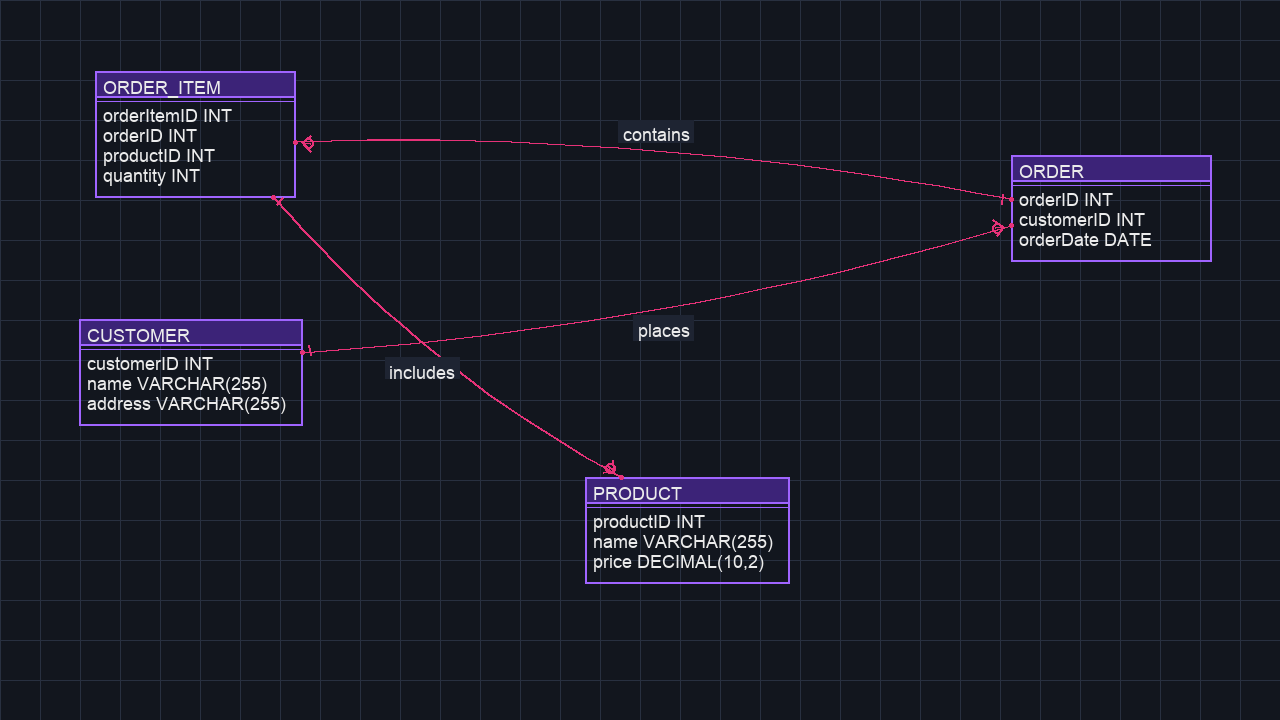 ORDER_ITEM
orderItemID INT
orderID INT
productID INT
quantity INT
contains
ORDER
orderID INT
customerID INT
orderDate DATE
places
CUSTOMER
customerID INT
name VARCHAR(255)
address VARCHAR(255)
includes
PRODUCT
productID INT
name VARCHAR(255)
price DECIMAL(10,2)